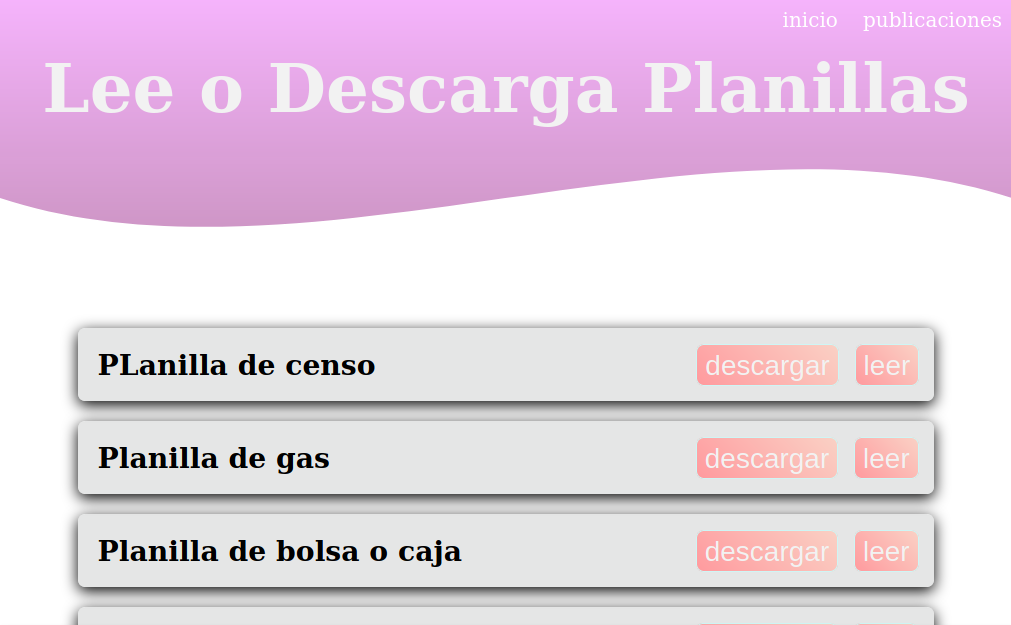 inicio publicaciones
Lee o Descarga Planillas
PLanilla de censo descargar leer
Planilla de gas descargar leer
Planilla de bolsa o caja descargar leer